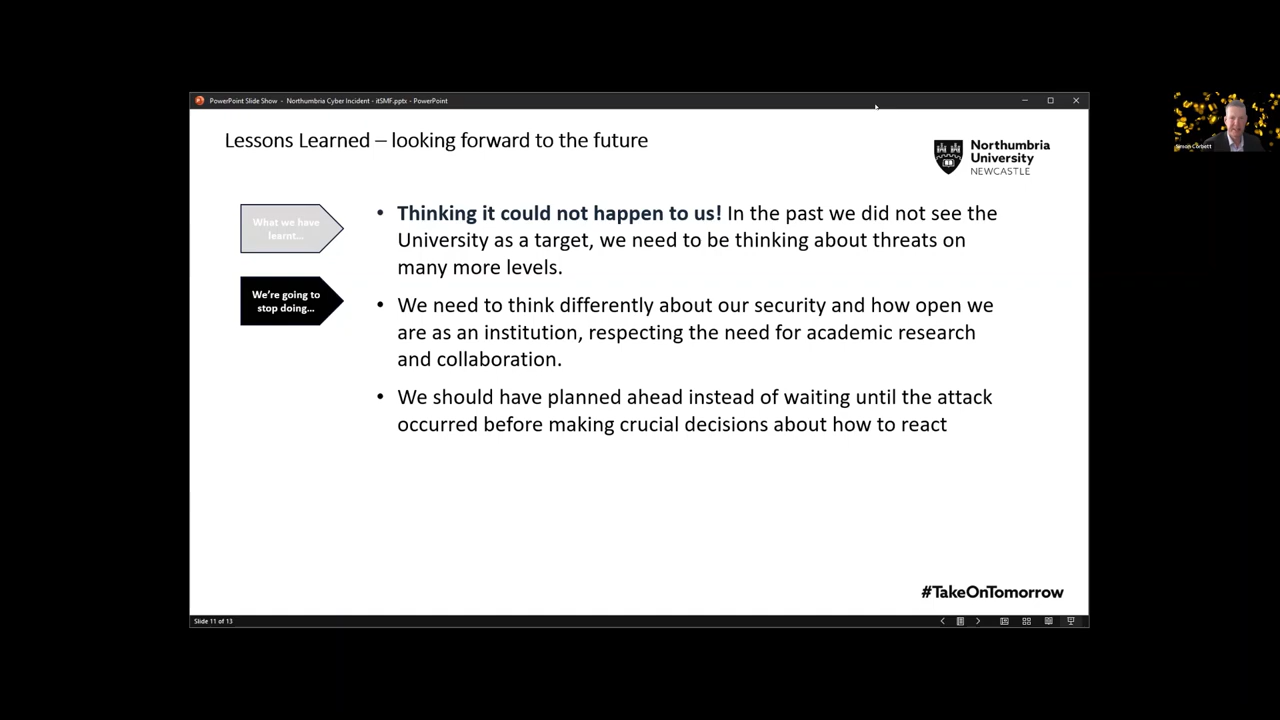 PowerPoint Slide Show - Northumbria Cyber Incident - itSMF.pptx - PowerPoint
Lessons Learned – looking forward to the future
Northumbria
University
NEWCASTLE
Simon Corbett
What we have
learnt...
We're going to
stop doing...
• Thinking it could not happen to us! In the past we did not see the
University as a target, we need to be thinking about threats on
many more levels.
• We need to think differently about our security and how open we
are as an institution, respecting the need for academic research
and collaboration.
• We should have planned ahead instead of waiting until the attack
occurred before making crucial decisions about how to react
#TakeOnTomorrow
Slide 11 of 13